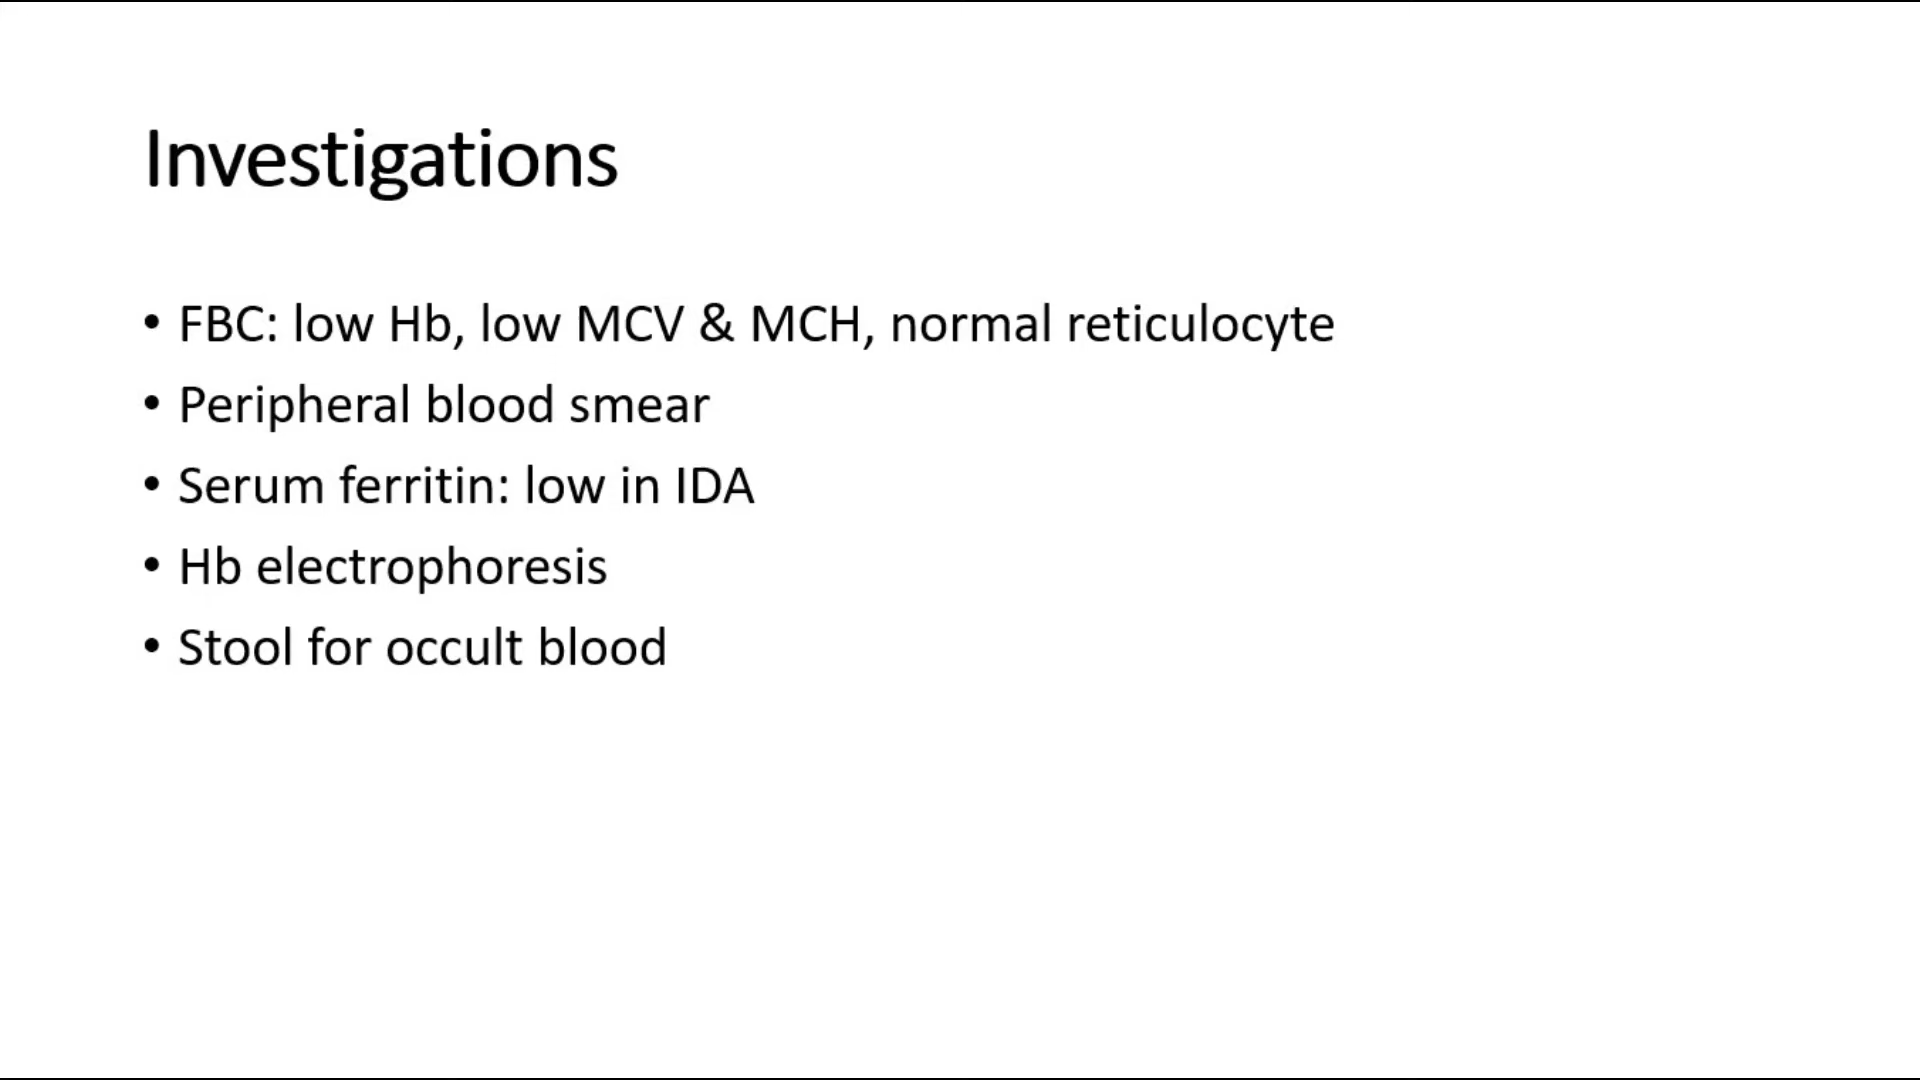 Investigations
• FBC: low Hb, low MCV & MCH, normal reticulocyte
• Peripheral blood smear
• Serum ferritin: low in IDA
• Hb electrophoresis
• Stool for occult blood